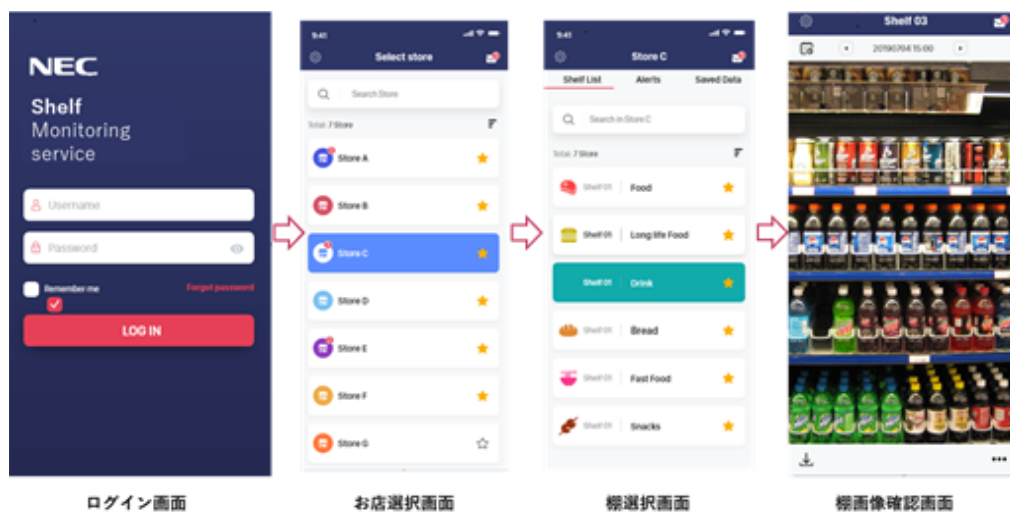 NEC
Shelf
Monitoring
service
Username
Password
Remember me
Forgot password
LOG IN
ログイン画面
9:41
Select store
Search Store
Total: 7 Store
Store A
Store B
Store C
Store D
Store E
Store F
Store G
お店選択画面
9:41
Store C
Shelf List
Alerts
Saved Data
Search in Store C
Total: 7 Store
Shelf 01
Food
Shelf 01
Long life Food
Shelf 01
Drink
Shelf 01
Bread
Shelf 01
Fast Food
Shelf 01
Snacks
棚選択画面
Shelf 03
20190704 15:00
棚画像確認画面